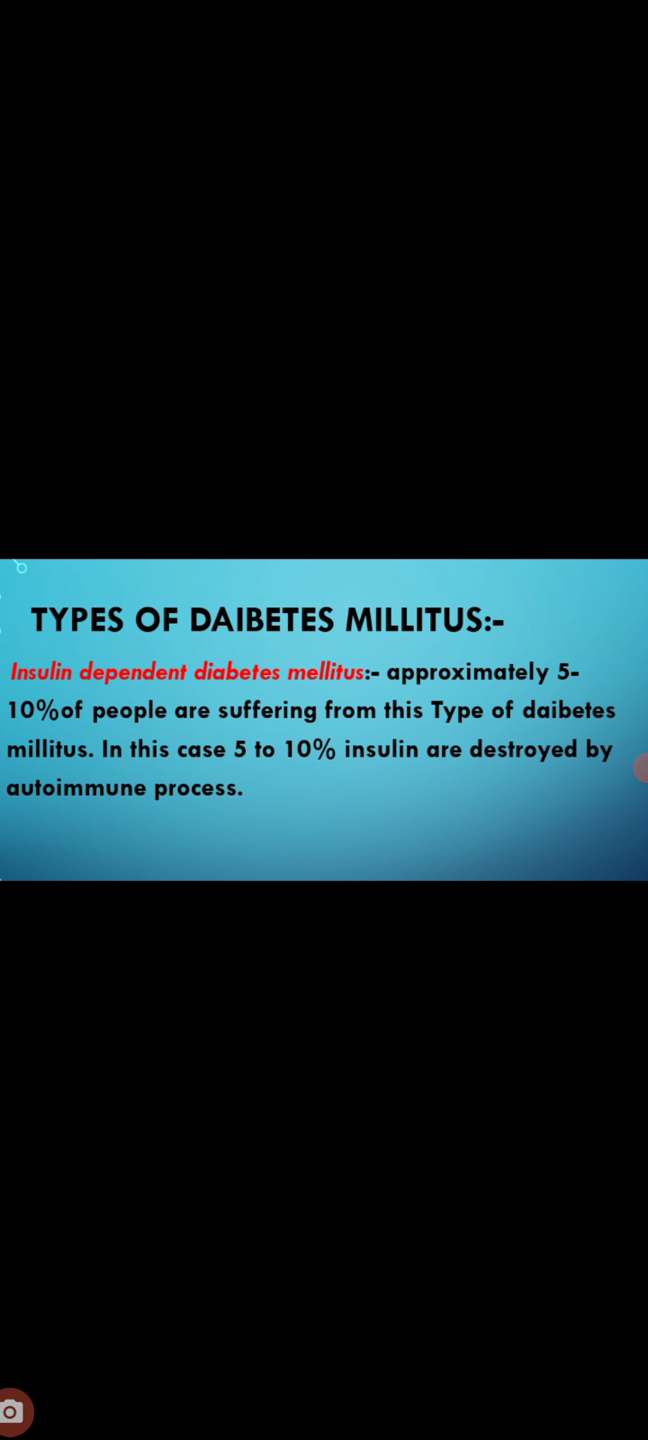 TYPES OF DAIBETES MILLITUS:-
Insulin dependent diabetes mellitus:- approximately 5-
10%of people are suffering from this Type of daibetes
millitus. In this case 5 to 10% insulin are destroyed by
autoimmune process.